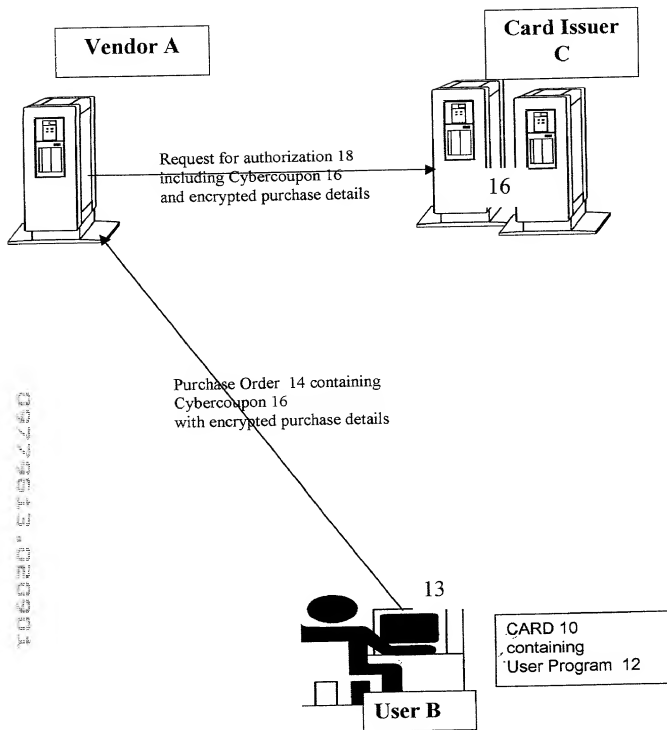 Vendor A
Card Issuer
C
Request for authorization 18
including Cybercoupon 16
and encrypted purchase details
16
Purchase Order 14 containing
Cybercoupon 16
with encrypted purchase details
13
CARD 10
containing
User Program 12
User B